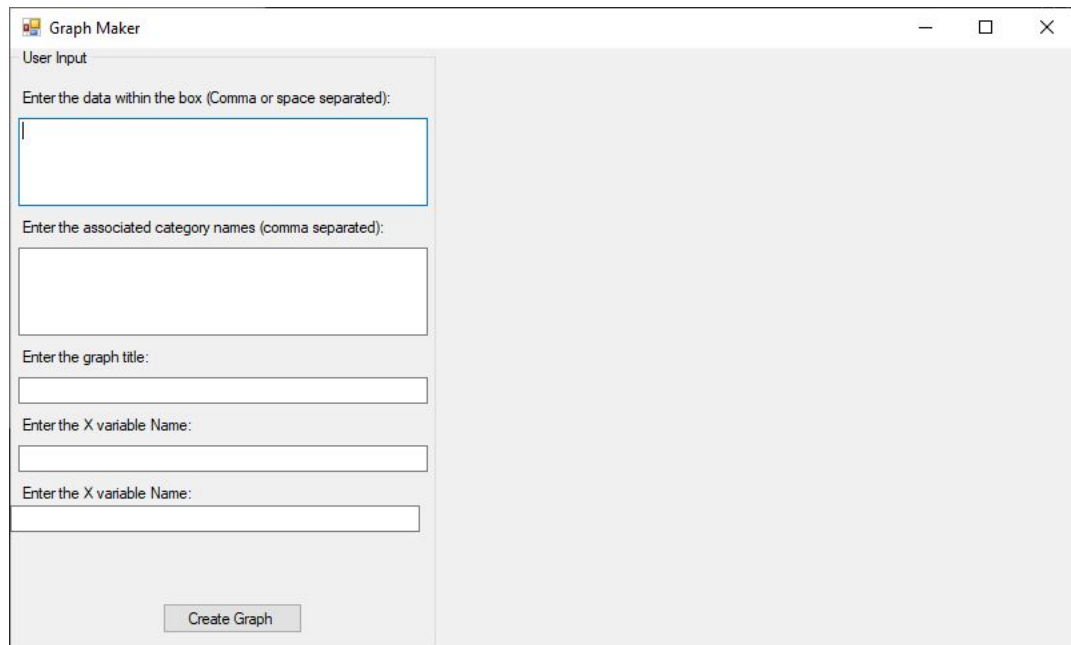 Graph Maker
User Input
Enter the data within the box (Comma or space separated):
Enter the associated category names (comma separated):
Enter the graph title:
Enter the X variable Name:
Enter the X variable Name:
Create Graph